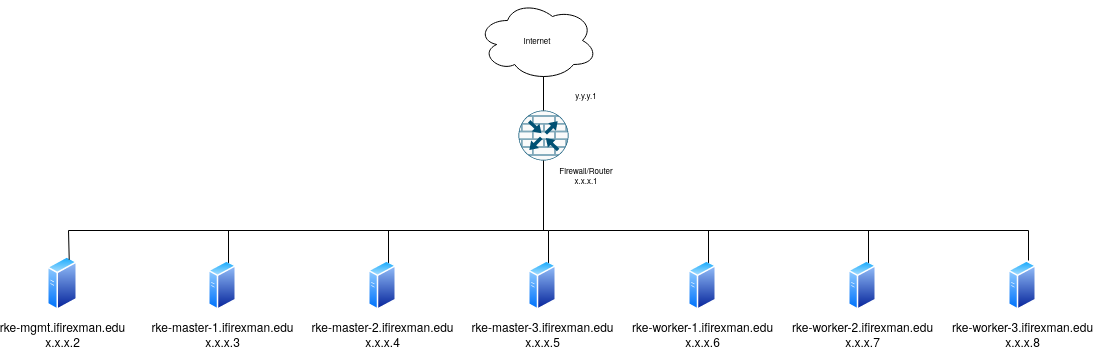 Internet
y.y.y.1
Firewall/Router
x.x.x.1
rke-mgmt.ifirexman.edu
x.x.x.2
rke-master-1.ifirexman.edu
x.x.x.3
rke-master-2.ifirexman.edu
x.x.x.4
rke-master-3.ifirexman.edu
x.x.x.5
rke-worker-1.ifirexman.edu
x.x.x.6
rke-worker-2.ifirexman.edu
x.x.x.7
rke-worker-3.ifirexman.edu
x.x.x.8